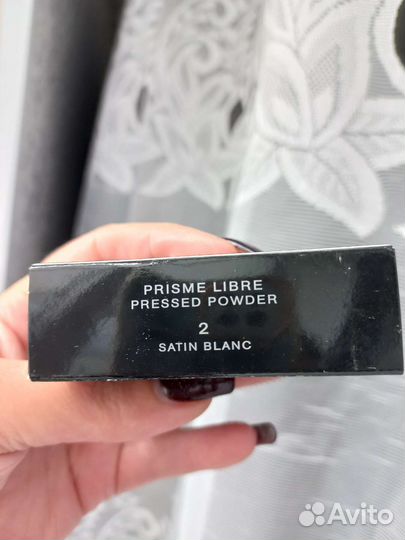 PRISME LIBRE
PRESSED POWDER
2
SATIN BLANC
Avito